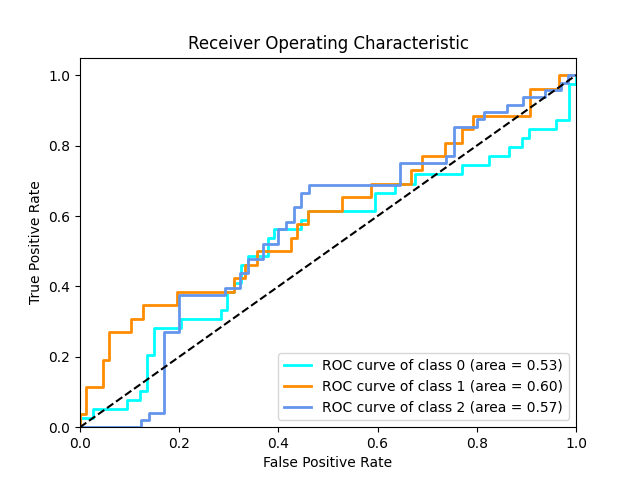 Receiver Operating Characteristic
1.0
0.8
0.6
0.4
0.2
0.0
True Positive Rate
ROC curve of class 0 (area = 0.53)
ROC curve of class 1 (area = 0.60)
ROC curve of class 2 (area = 0.57)
0.0 0.2 0.4 0.6 0.8 1.0
False Positive Rate